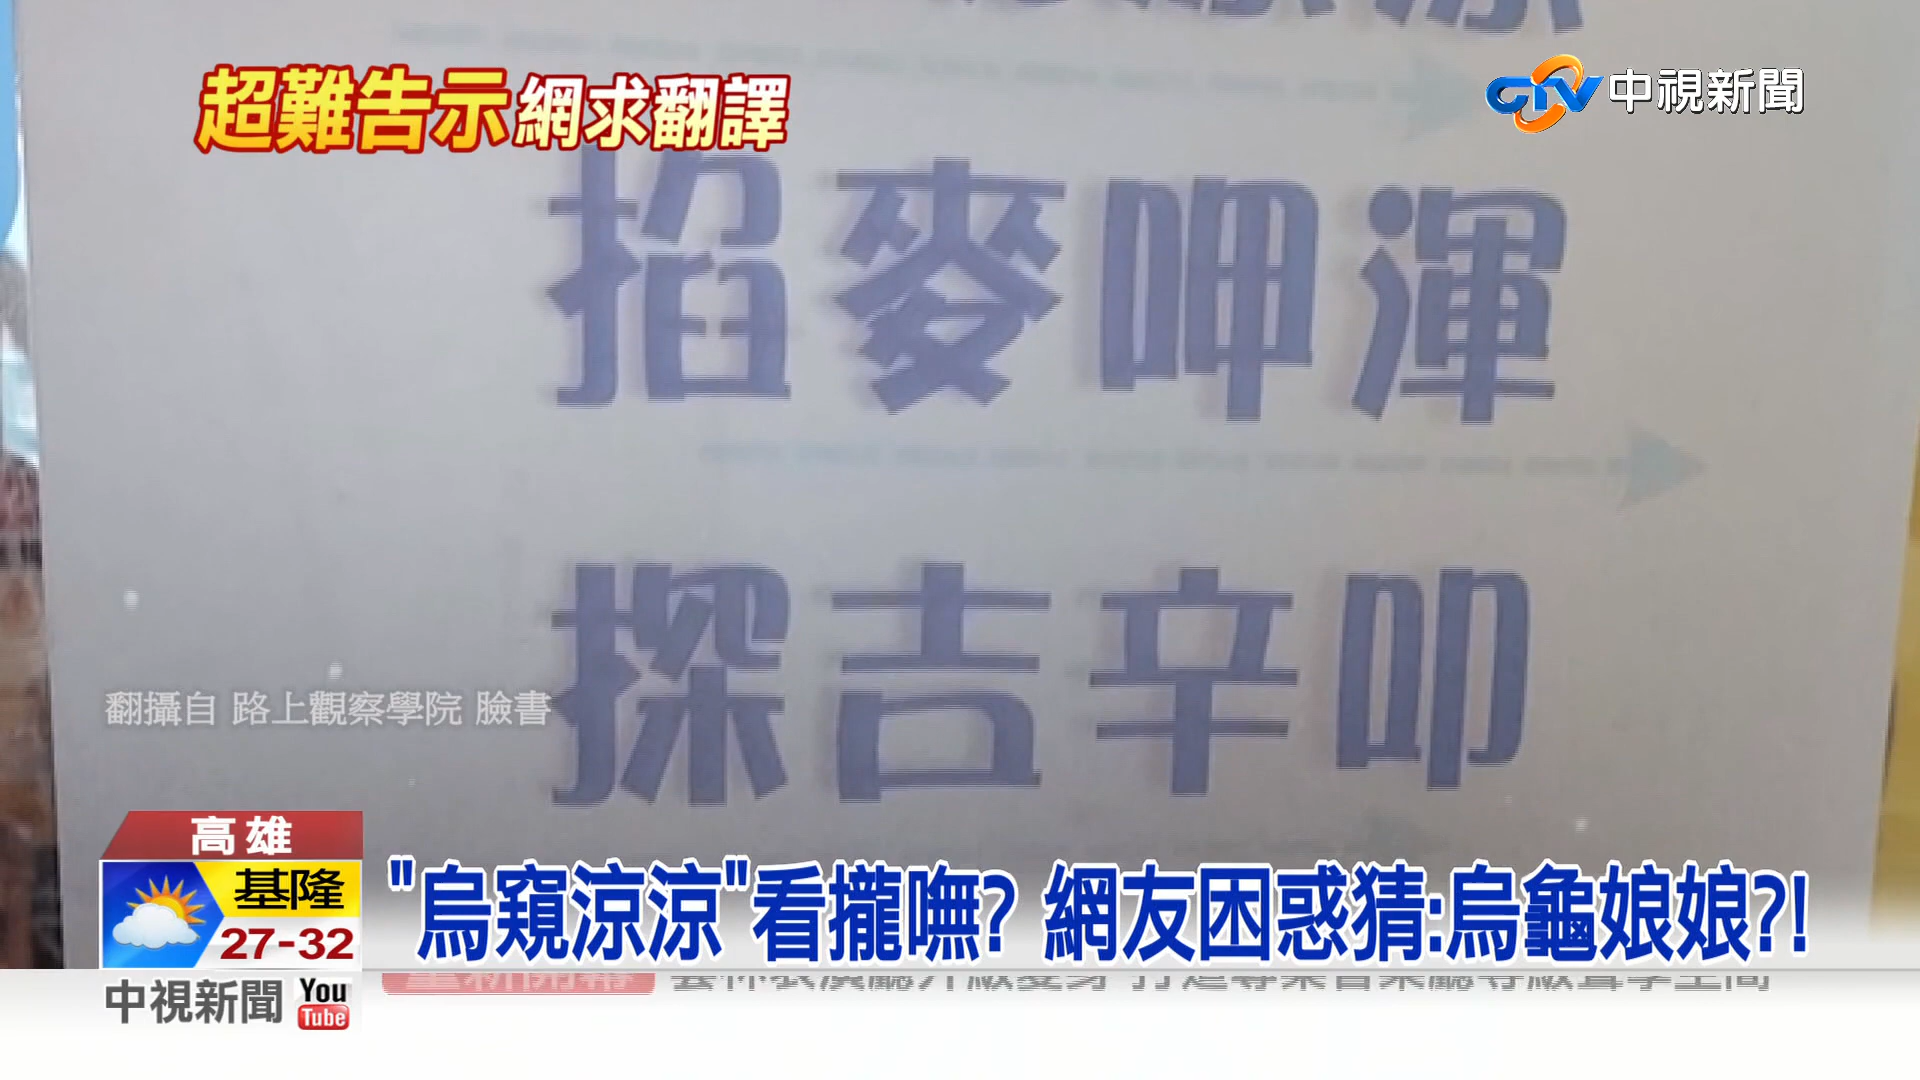 超難告示網求翻譯
中視新聞
掐麥呷渾
探吉辛叩
翻攝自 路上觀察學院 臉書
高雄
基隆
27-32
"烏窺涼涼"看攏嘸? 網友困惑猜:烏龜娘娘?!
中視新聞 You Tube